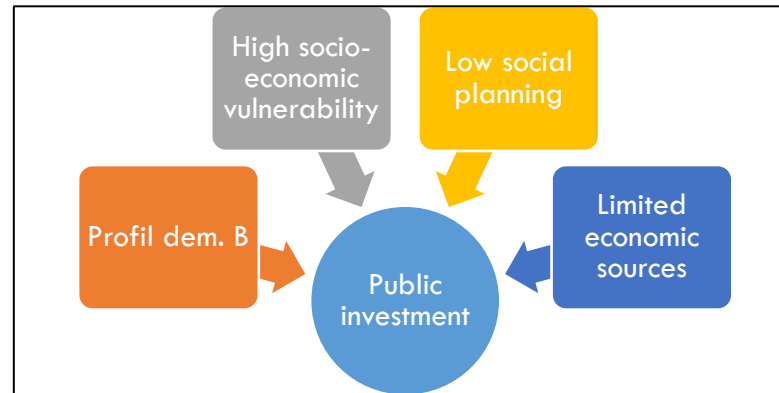 High socio-
economic
vulnerability
Low social
planning
Profil dem. B
Limited
economic
sources
Public
investment